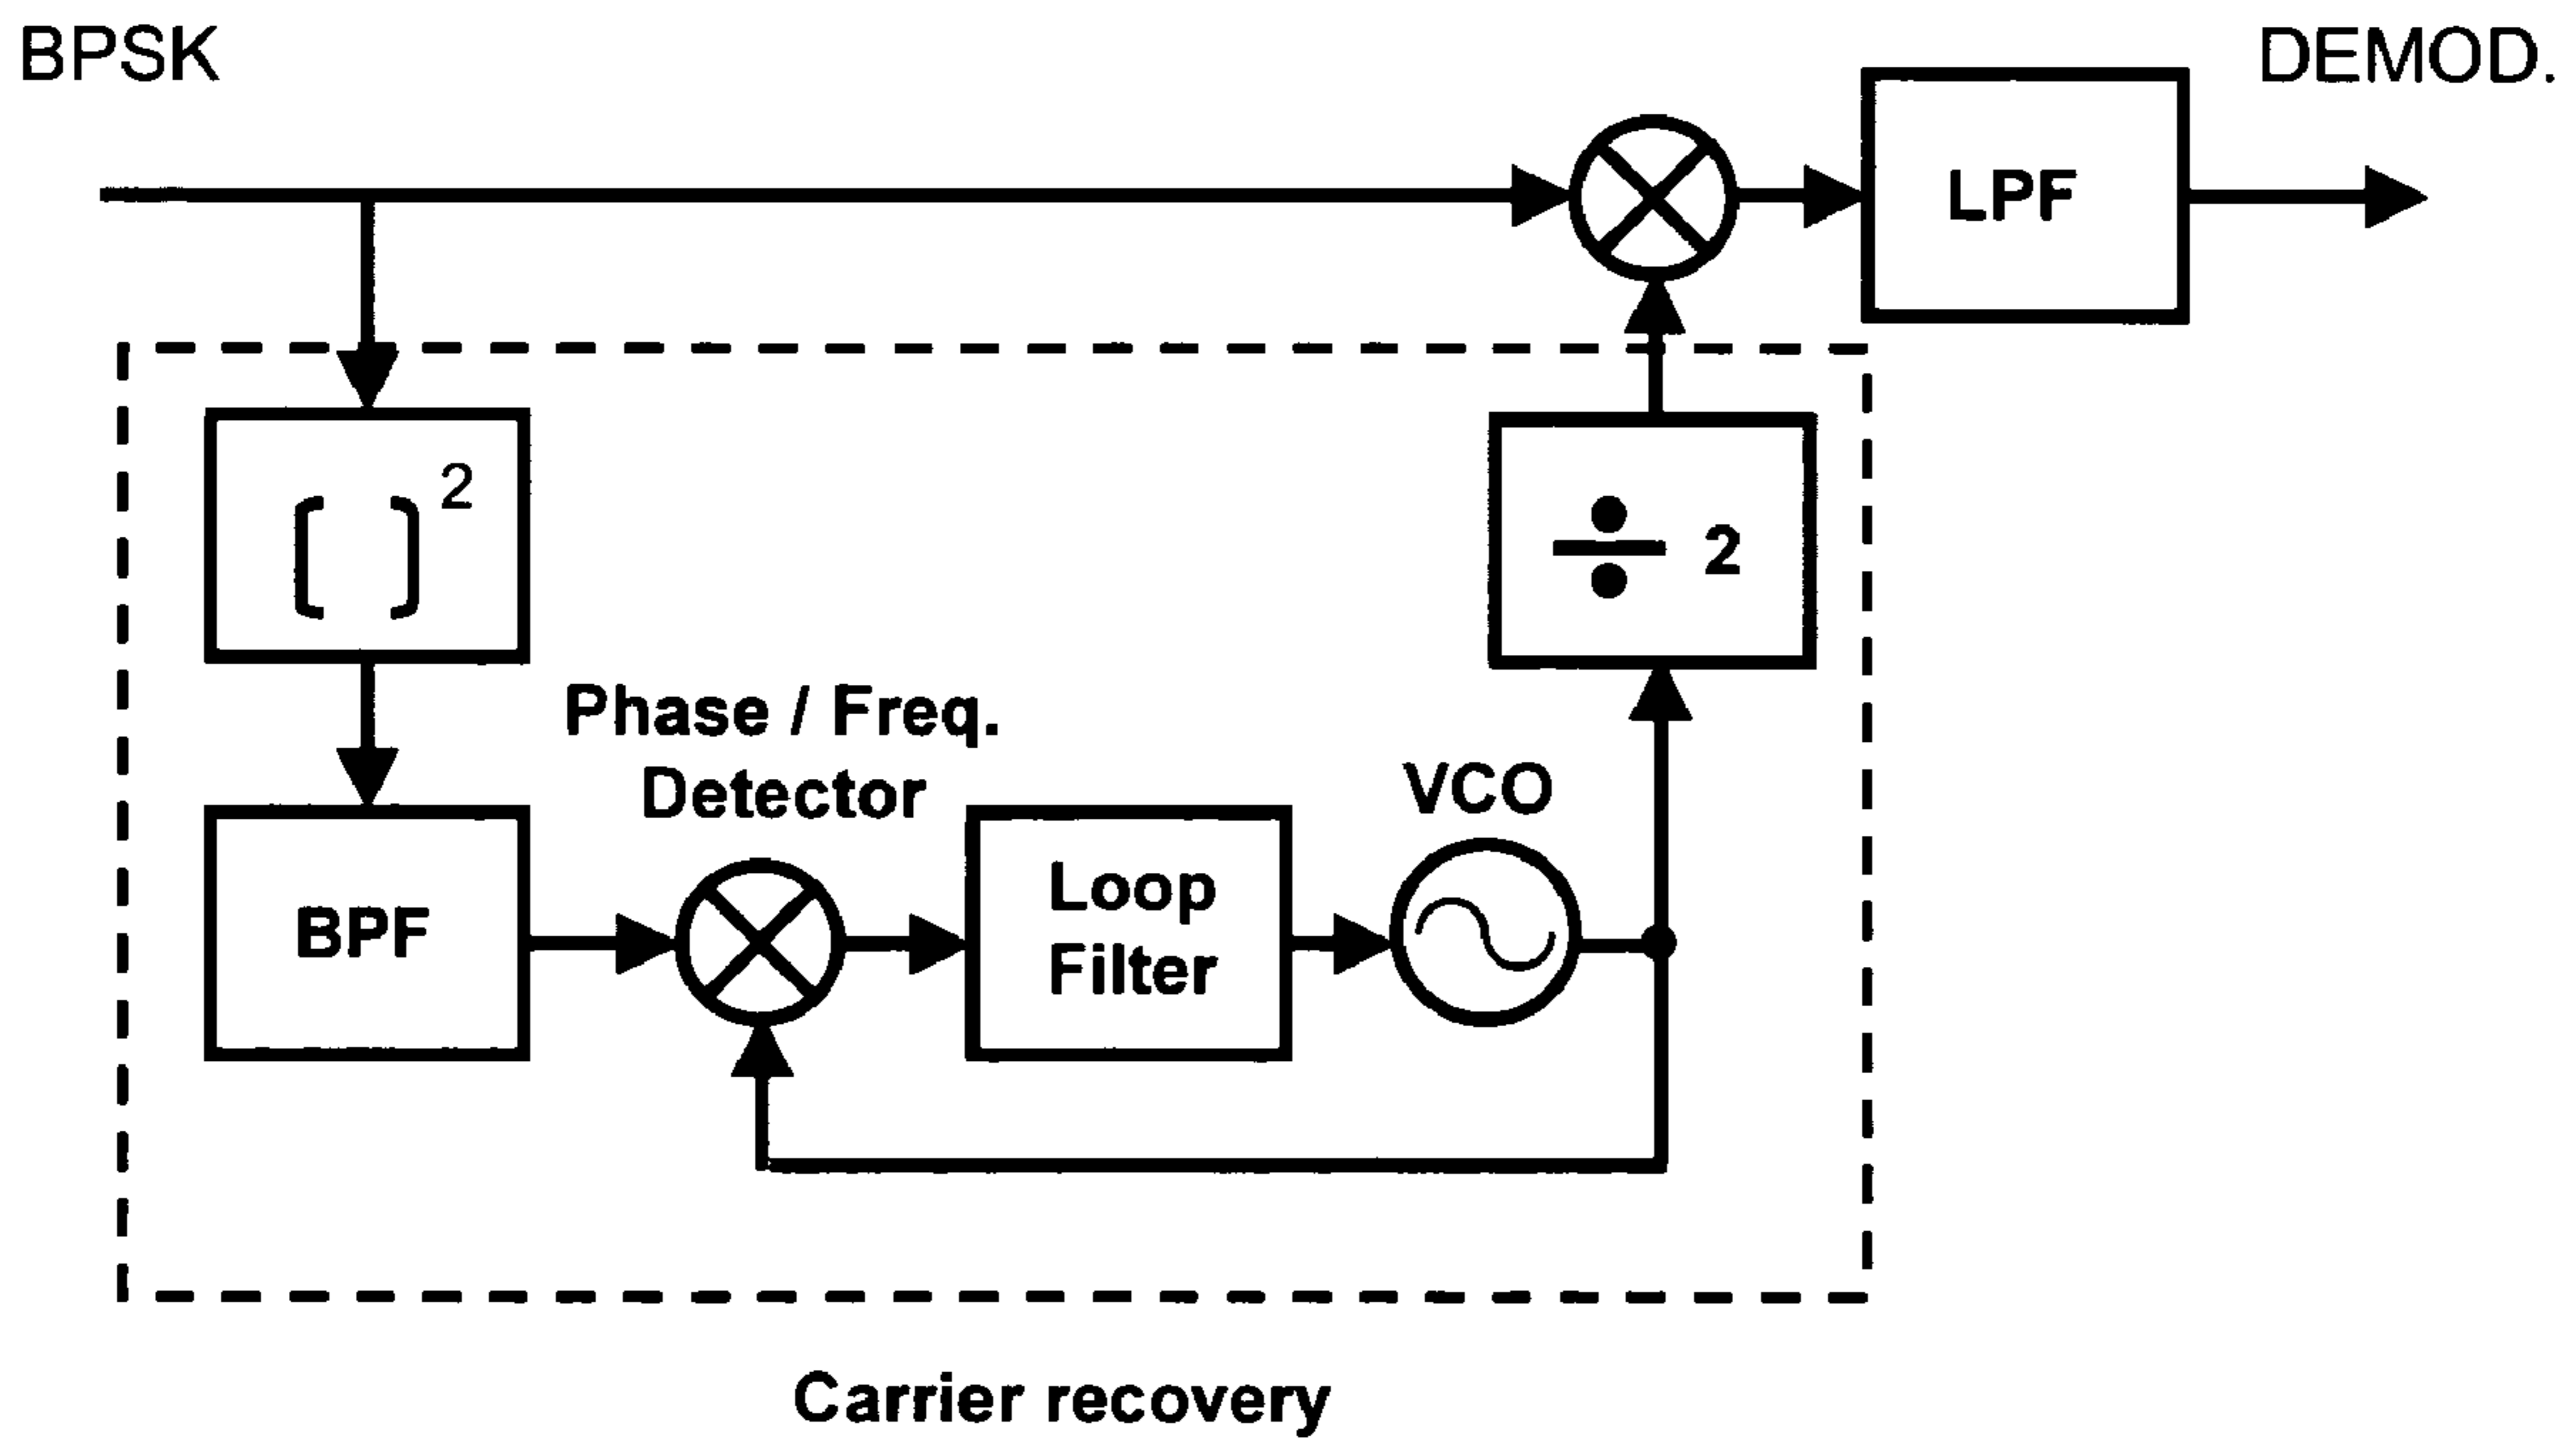 BPSK
DEMOD.
LPF
[ ]²
÷ 2
Phase / Freq.
Detector
VCO
BPF
Loop
Filter
Carrier recovery